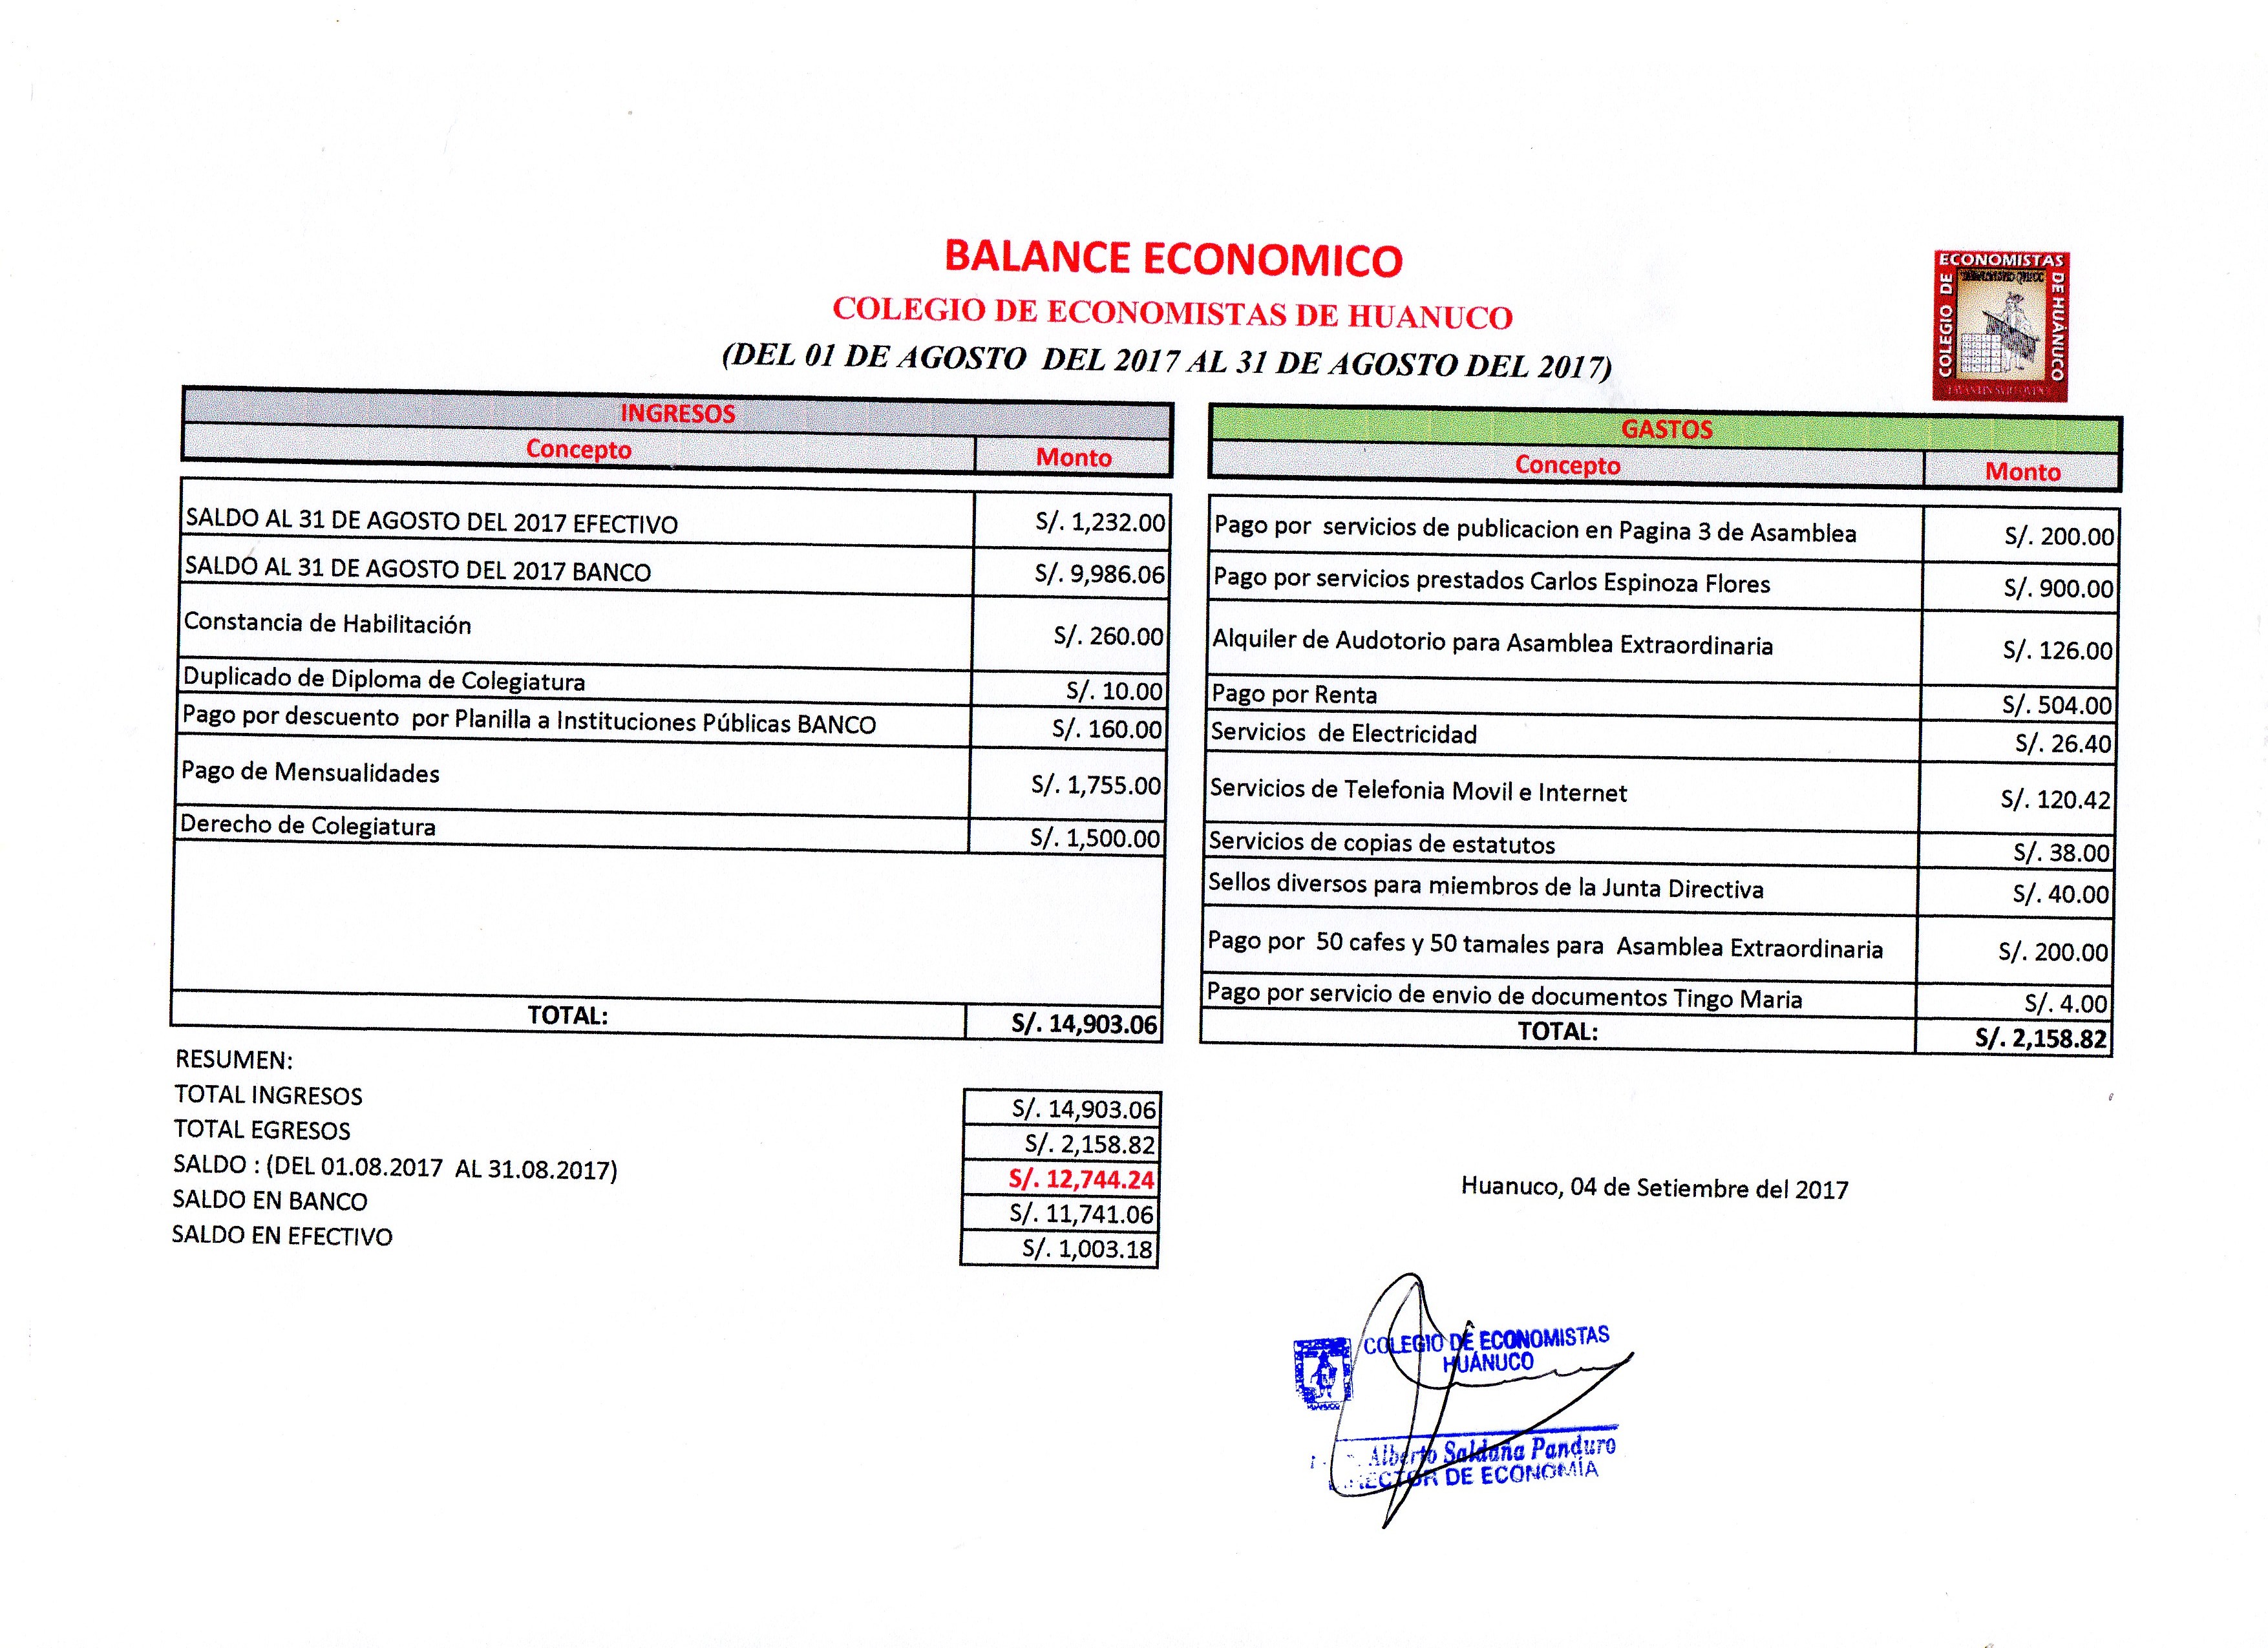 BALANCE ECONOMICO
COLEGIO DE ECONOMISTAS DE HUANUCO
(DEL 01 DE AGOSTO DEL 2017 AL 31 DE AGOSTO DEL 2017)
COLEGIO DE ECONOMISTAS DE HUANUCO
INGRESOS
Concepto Monto
SALDO AL 31 DE AGOSTO DEL 2017 EFECTIVO S/. 1,232.00
SALDO AL 31 DE AGOSTO DEL 2017 BANCO S/. 9,986.06
Constancia de Habilitación S/. 260.00
Duplicado de Diploma de Colegiatura S/. 10.00
Pago por descuento por Planilla a Instituciones Públicas BANCO S/. 160.00
Pago de Mensualidades S/. 1,755.00
Derecho de Colegiatura S/. 1,500.00
TOTAL: S/. 14,903.06
GASTOS
Concepto Monto
Pago por servicios de publicacion en Pagina 3 de Asamblea S/. 200.00
Pago por servicios prestados Carlos Espinoza Flores S/. 900.00
Alquiler de Audotorio para Asamblea Extraordinaria S/. 126.00
Pago por Renta S/. 504.00
Servicios de Electricidad S/. 26.40
Servicios de Telefonia Movil e Internet S/. 120.42
Servicios de copias de estatutos S/. 38.00
Sellos diversos para miembros de la Junta Directiva S/. 40.00
Pago por 50 cafes y 50 tamales para Asamblea Extraordinaria S/. 200.00
Pago por servicio de envio de documentos Tingo Maria S/. 4.00
TOTAL: S/. 2,158.82
RESUMEN:
TOTAL INGRESOS S/. 14,903.06
TOTAL EGRESOS S/. 2,158.82
SALDO : (DEL 01.08.2017 AL 31.08.2017) S/. 12,744.24
SALDO EN BANCO S/. 11,741.06
SALDO EN EFECTIVO S/. 1,003.18
Huanuco, 04 de Setiembre del 2017
COLEGIO DE ECONOMISTAS
HUÁNUCO
Alberto Saldaña Panduro
DIRECTOR DE ECONOMÍA